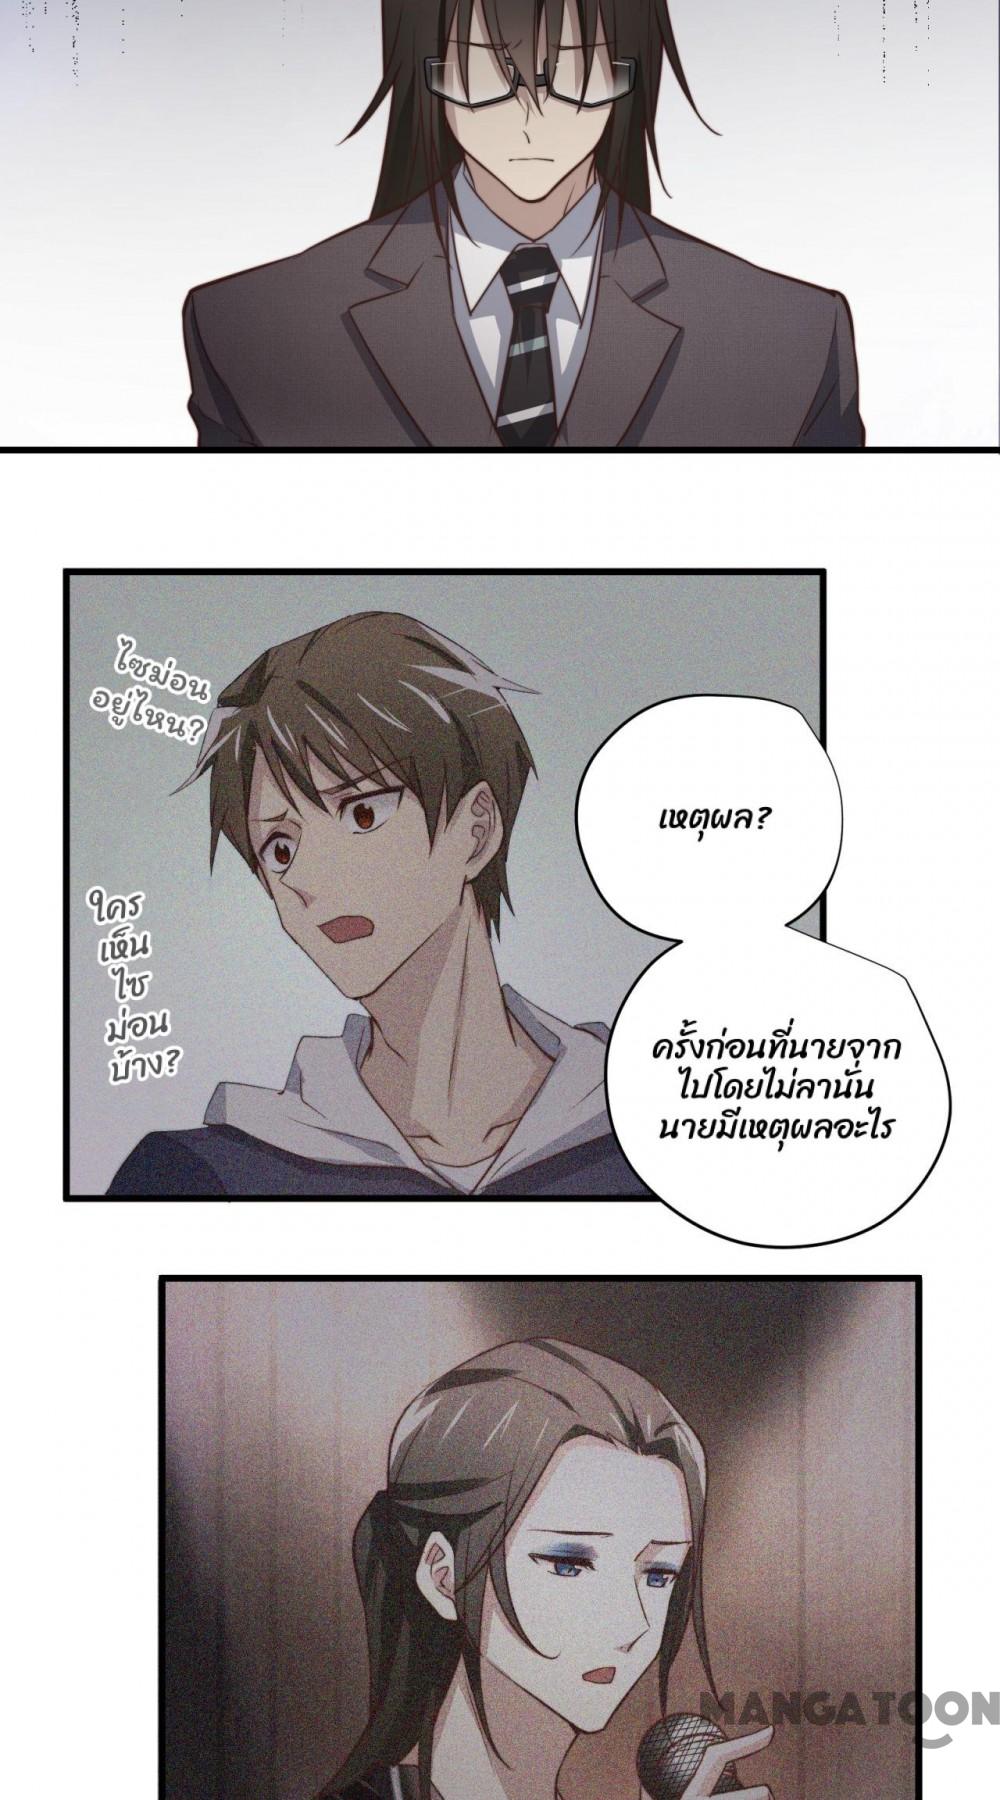 ไซม่อน
อยู่ไหน?
เหตุผล?
ใคร
เห็น
ไซ
ม่อน
บ้าง?
ครั้งก่อนที่นายจาก
ไปโดยไม่ลานั่น
นายมีเหตุผลอะไร
MANGATOON